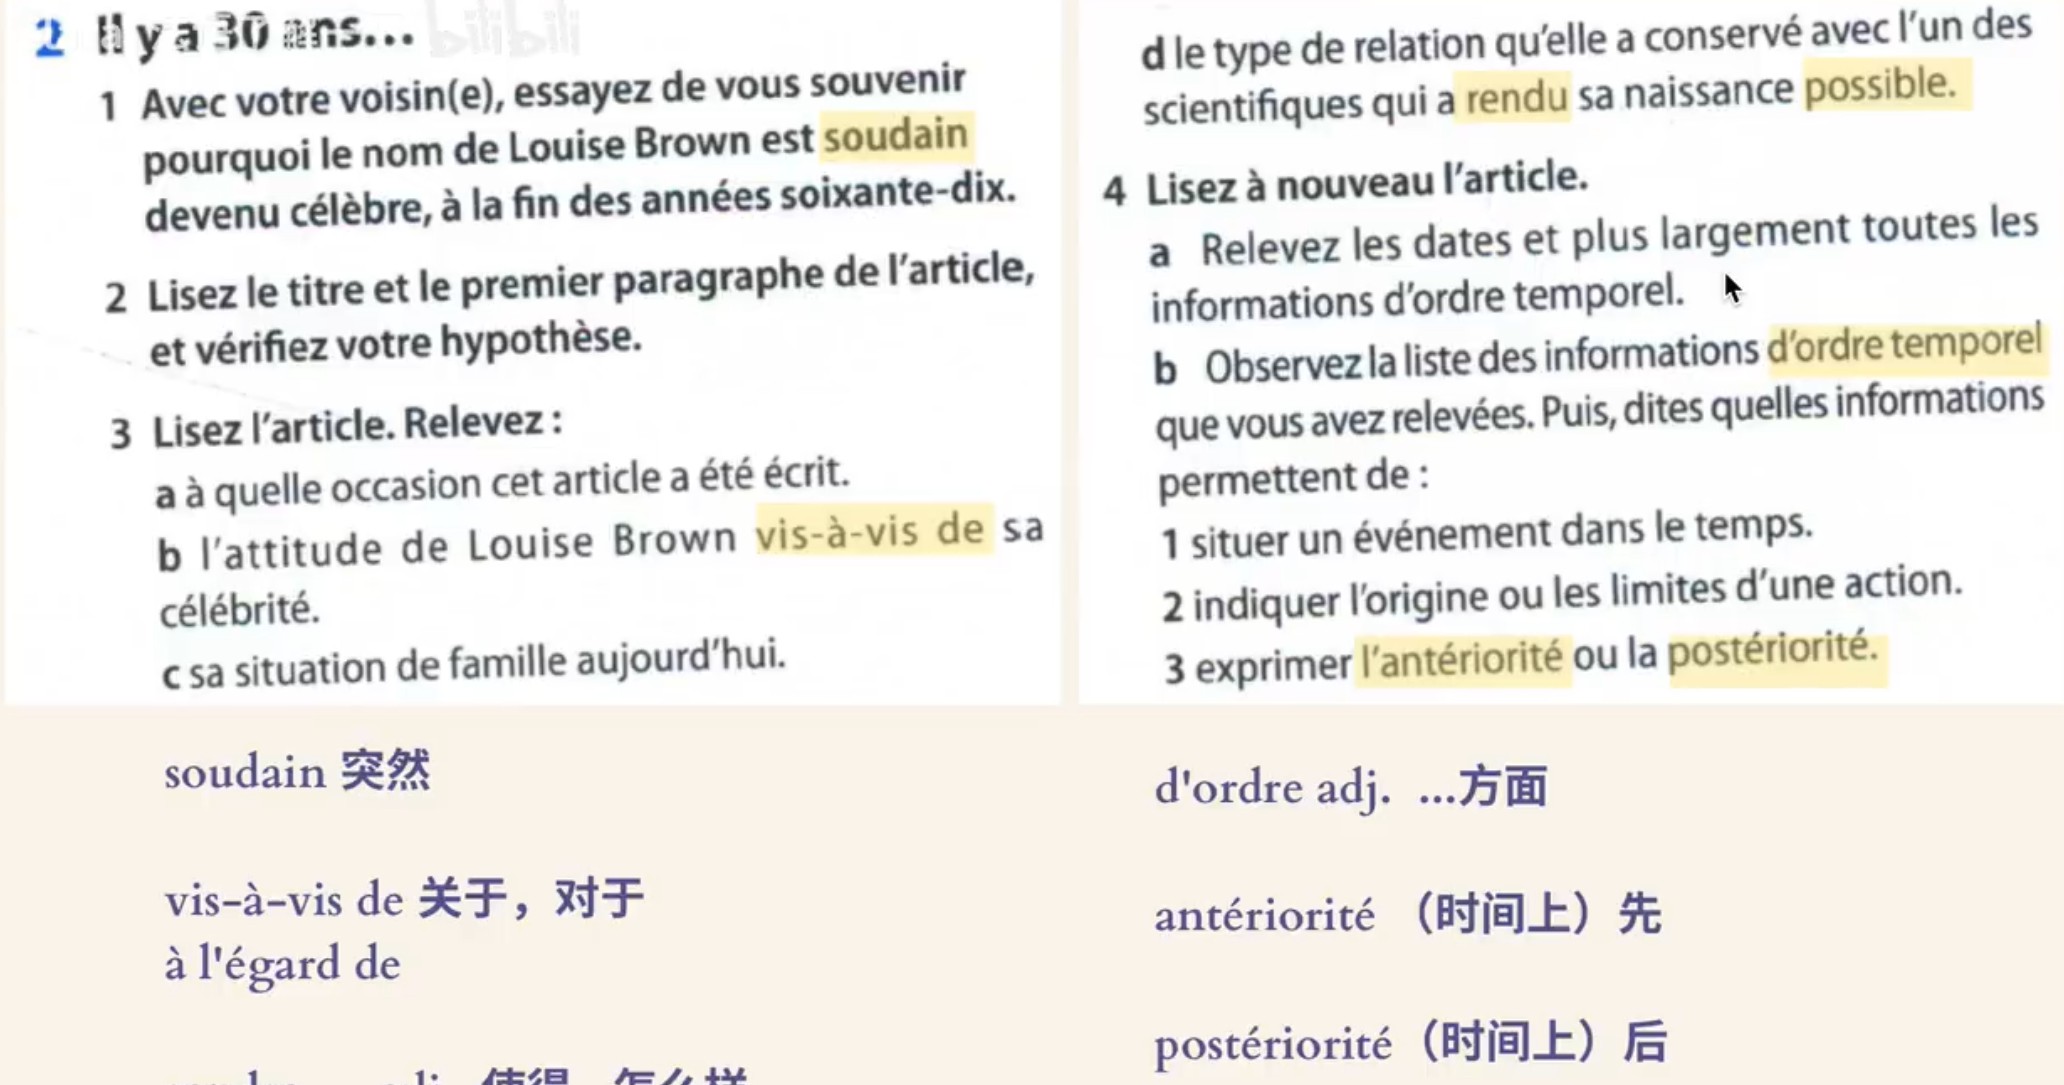 2 Il y a 30 ans...
bilibili
1 Avec votre voisin(e), essayez de vous souvenir
pourquoi le nom de Louise Brown est soudain
devenu célèbre, à la fin des années soixante-dix.
2 Lisez le titre et le premier paragraphe de l'article,
et vérifiez votre hypothèse.
3 Lisez l'article. Relevez :
a à quelle occasion cet article a été écrit.
b l'attitude de Louise Brown vis-à-vis de sa
célébrité.
c sa situation de famille aujourd'hui.
d le type de relation qu'elle a conservé avec l'un des
scientifiques qui a rendu sa naissance possible.
4 Lisez à nouveau l'article.
a Relevez les dates et plus largement toutes les
informations d'ordre temporel.
b Observez la liste des informations d'ordre temporel
que vous avez relevées. Puis, dites quelles informations
permettent de :
1 situer un événement dans le temps.
2 indiquer l'origine ou les limites d'une action.
3 exprimer l'antériorité ou la postériorité.
soudain 突然
vis-à-vis de 关于，对于
à l'égard de
d'ordre adj. ...方面
antériorité （时间上）先
postériorité（时间上）后